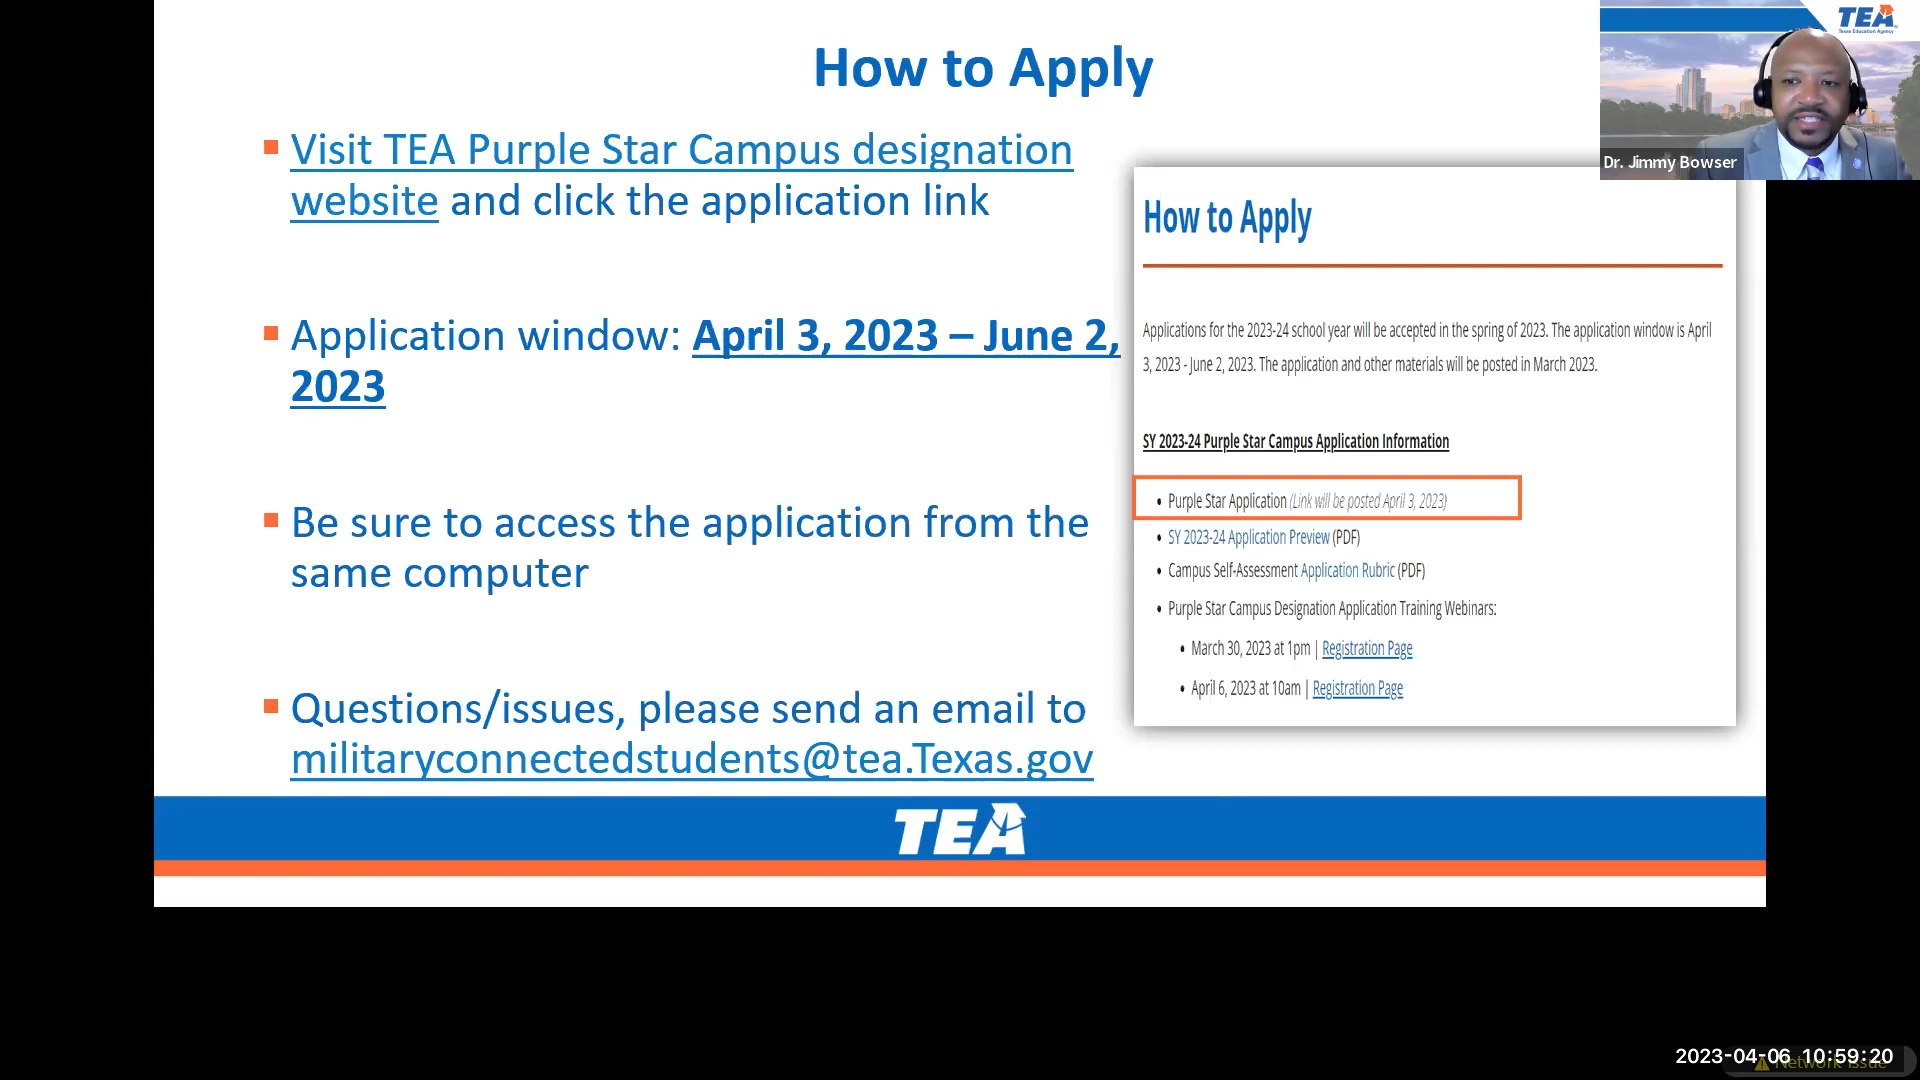 How to Apply
Visit TEA Purple Star Campus designation
website and click the application link
Application window: April 3, 2023 – June 2,
2023
Be sure to access the application from the
same computer
Questions/issues, please send an email to
militaryconnectedstudents@tea.Texas.gov
How to Apply
Applications for the 2023-24 school year will be accepted in the spring of 2023. The application window is April
3, 2023 - June 2, 2023. The application and other materials will be posted in March 2023.
SY 2023-24 Purple Star Campus Application Information
Purple Star Application (Link will be posted April 3, 2023)
SY 2023-24 Application Preview (PDF)
Campus Self-Assessment Application Rubric (PDF)
Purple Star Campus Designation Application Training Webinars:
March 30, 2023 at 1pm | Registration Page
April 6, 2023 at 10am | Registration Page
TEA
TEA
Texas Education Agency
Dr. Jimmy Bowser
2023-04-06 10:59:20
Network Issue